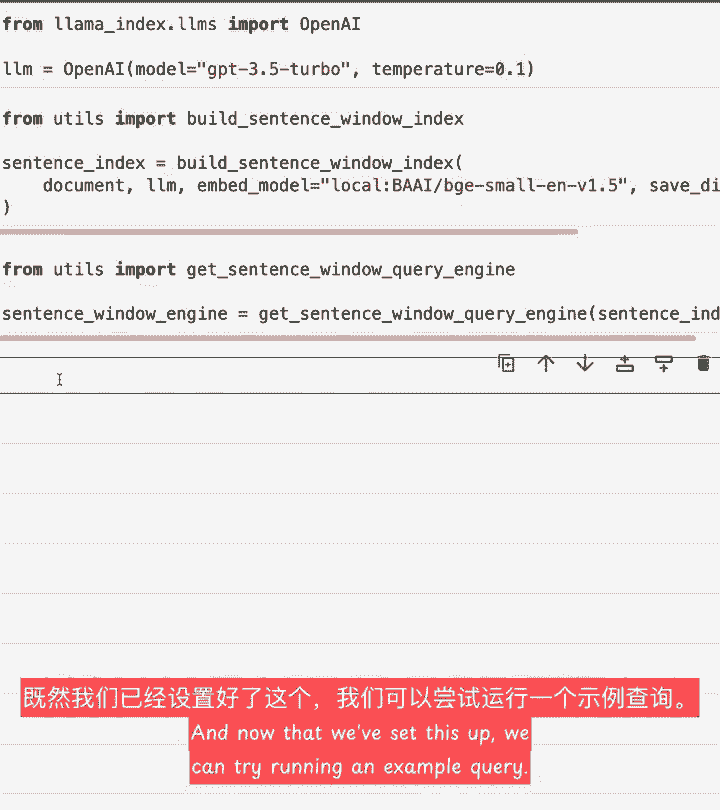 from llama_index.llms import OpenAI
llm = OpenAI(model="gpt-3.5-turbo", temperature=0.1)
from utils import build_sentence_window_index
sentence_index = build_sentence_window_index(
document, llm, embed_model="local:BAAI/bge-small-en-v1.5", save_di
)
from utils import get_sentence_window_query_engine
sentence_window_engine = get_sentence_window_query_engine(sentence_ind
既然我们已经设置好了这个，我们可以尝试运行一个示例查询。
And now that we've set this up, we
can try running an example query.